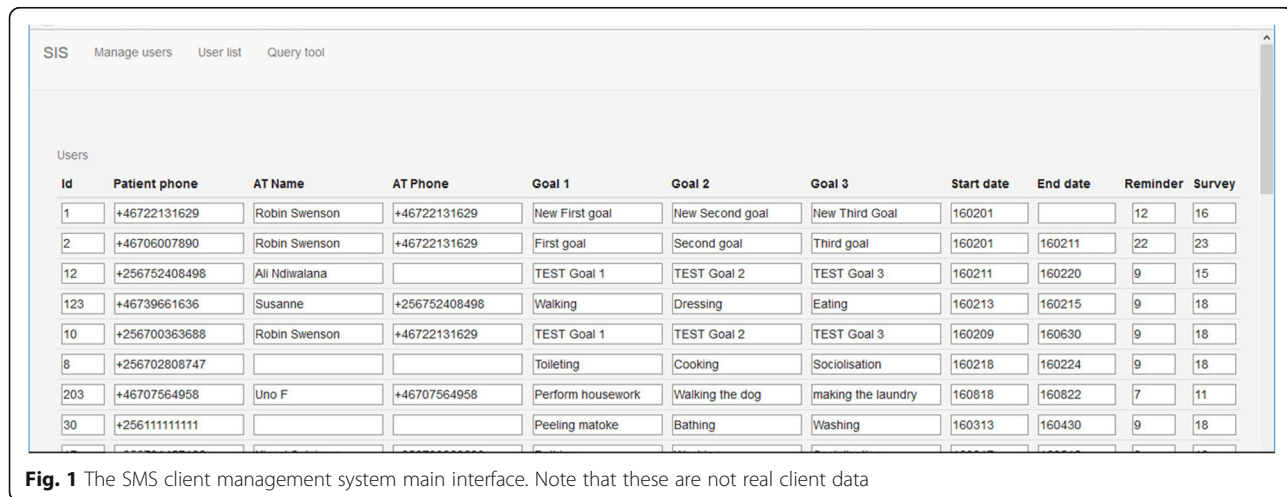 SIS Manage users User list Query tool
Users
Id Patient phone AT Name AT Phone Goal 1 Goal 2 Goal 3 Start date End date Reminder Survey
1 +46722131629 Robin Swenson +46722131629 New First goal New Second goal New Third Goal 160201 12 16
2 +46706007890 Robin Swenson +46722131629 First goal Second goal Third goal 160201 160211 22 23
12 +256752408498 Ali Ndiwalana TEST Goal 1 TEST Goal 2 TEST Goal 3 160211 160220 9 15
123 +46739661636 Susanne +256752408498 Walking Dressing Eating 160213 160215 9 18
10 +256700363688 Robin Swenson +46722131629 TEST Goal 1 TEST Goal 2 TEST Goal 3 160209 160630 9 18
8 +256702808747 Toileting Cooking Sociolisation 160218 160224 9 18
203 +46707564958 Uno F +46707564958 Perform housework Walking the dog making the laundry 160818 160822 7 11
30 +256111111111 Peeling matoke Bathing Washing 160313 160430 9 18
Fig. 1 The SMS client management system main interface. Note that these are not real client data